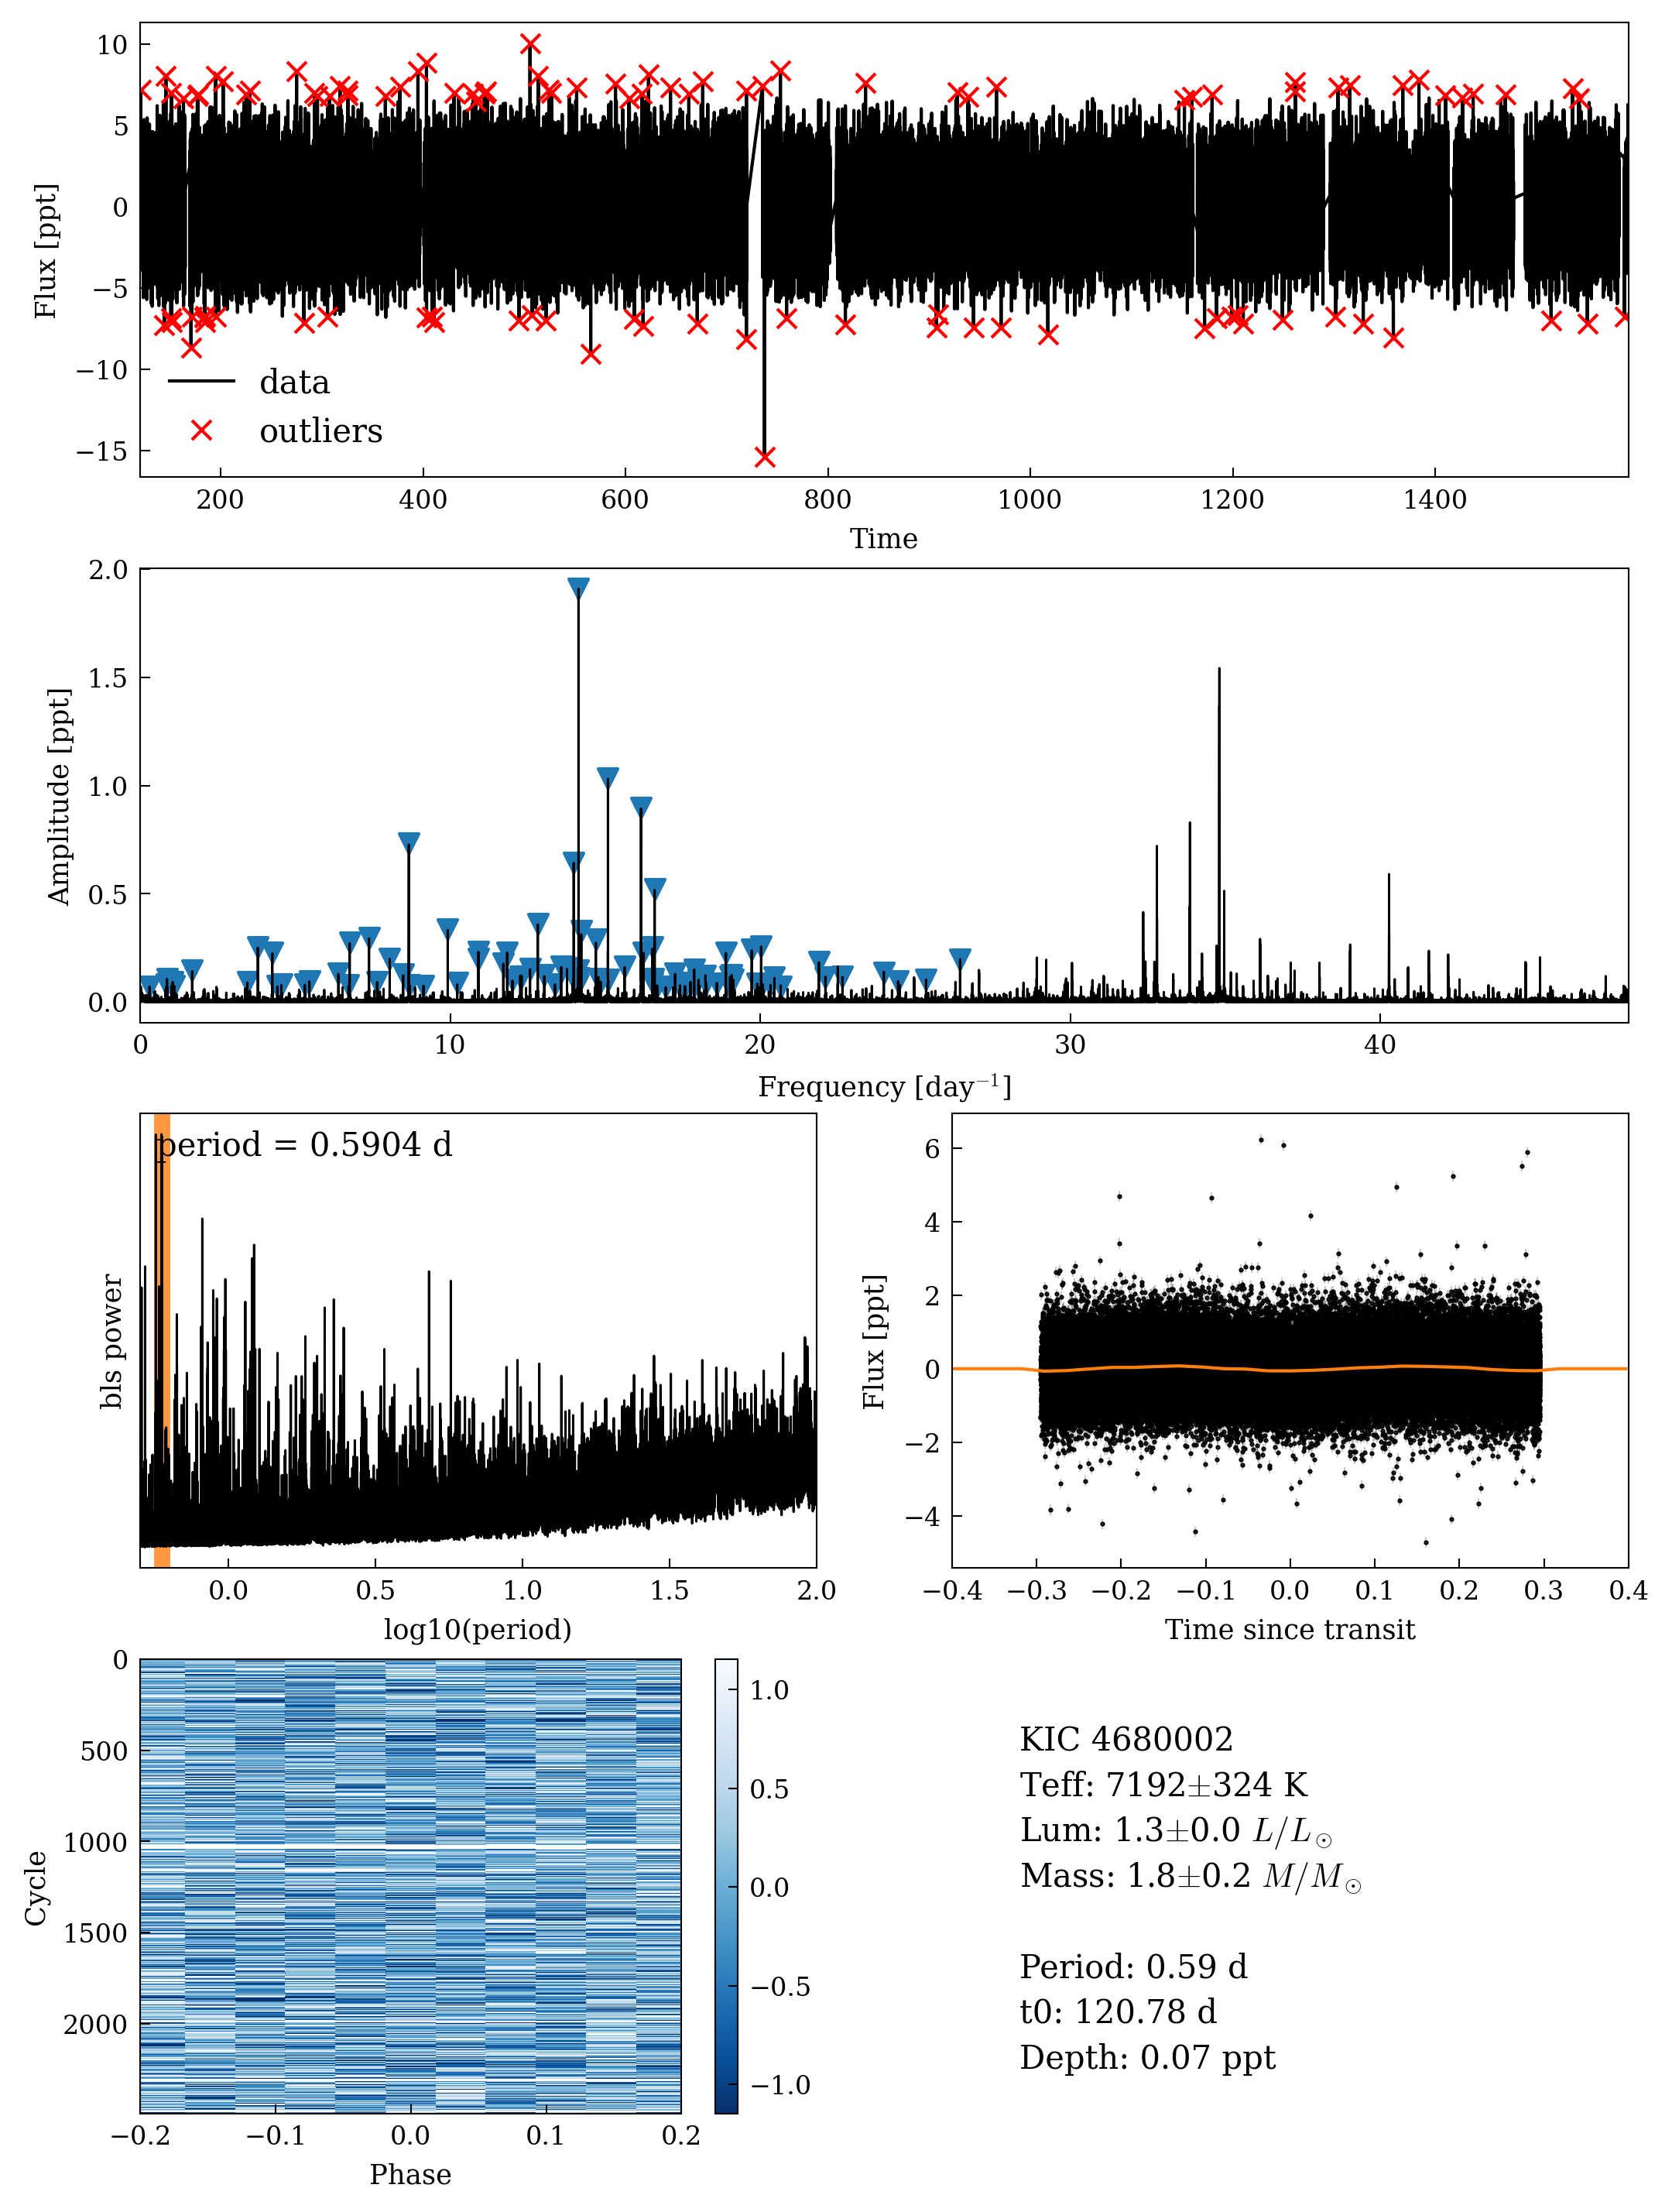 10
5
0
−5
−10
−15
Flux [ppt]
data
outliers
200 400 600 800 1000 1200 1400
Time
2.0
1.5
1.0
0.5
0.0
Amplitude [ppt]
0 10 20 30 40
Frequency [day⁻¹]
period = 0.5904 d
bls power
0.0 0.5 1.0 1.5 2.0
log10(period)
6
4
2
0
−2
−4
Flux [ppt]
−0.4 −0.3 −0.2 −0.1 0.0 0.1 0.2 0.3 0.4
Time since transit
0
500
1000
1500
2000
Cycle
−0.2 −0.1 0.0 0.1 0.2
Phase
1.0
0.5
0.0
−0.5
−1.0
KIC 4680002
Teff: 7192±324 K
Lum: 1.3±0.0 L/L⊙
Mass: 1.8±0.2 M/M⊙
Period: 0.59 d
t0: 120.78 d
Depth: 0.07 ppt